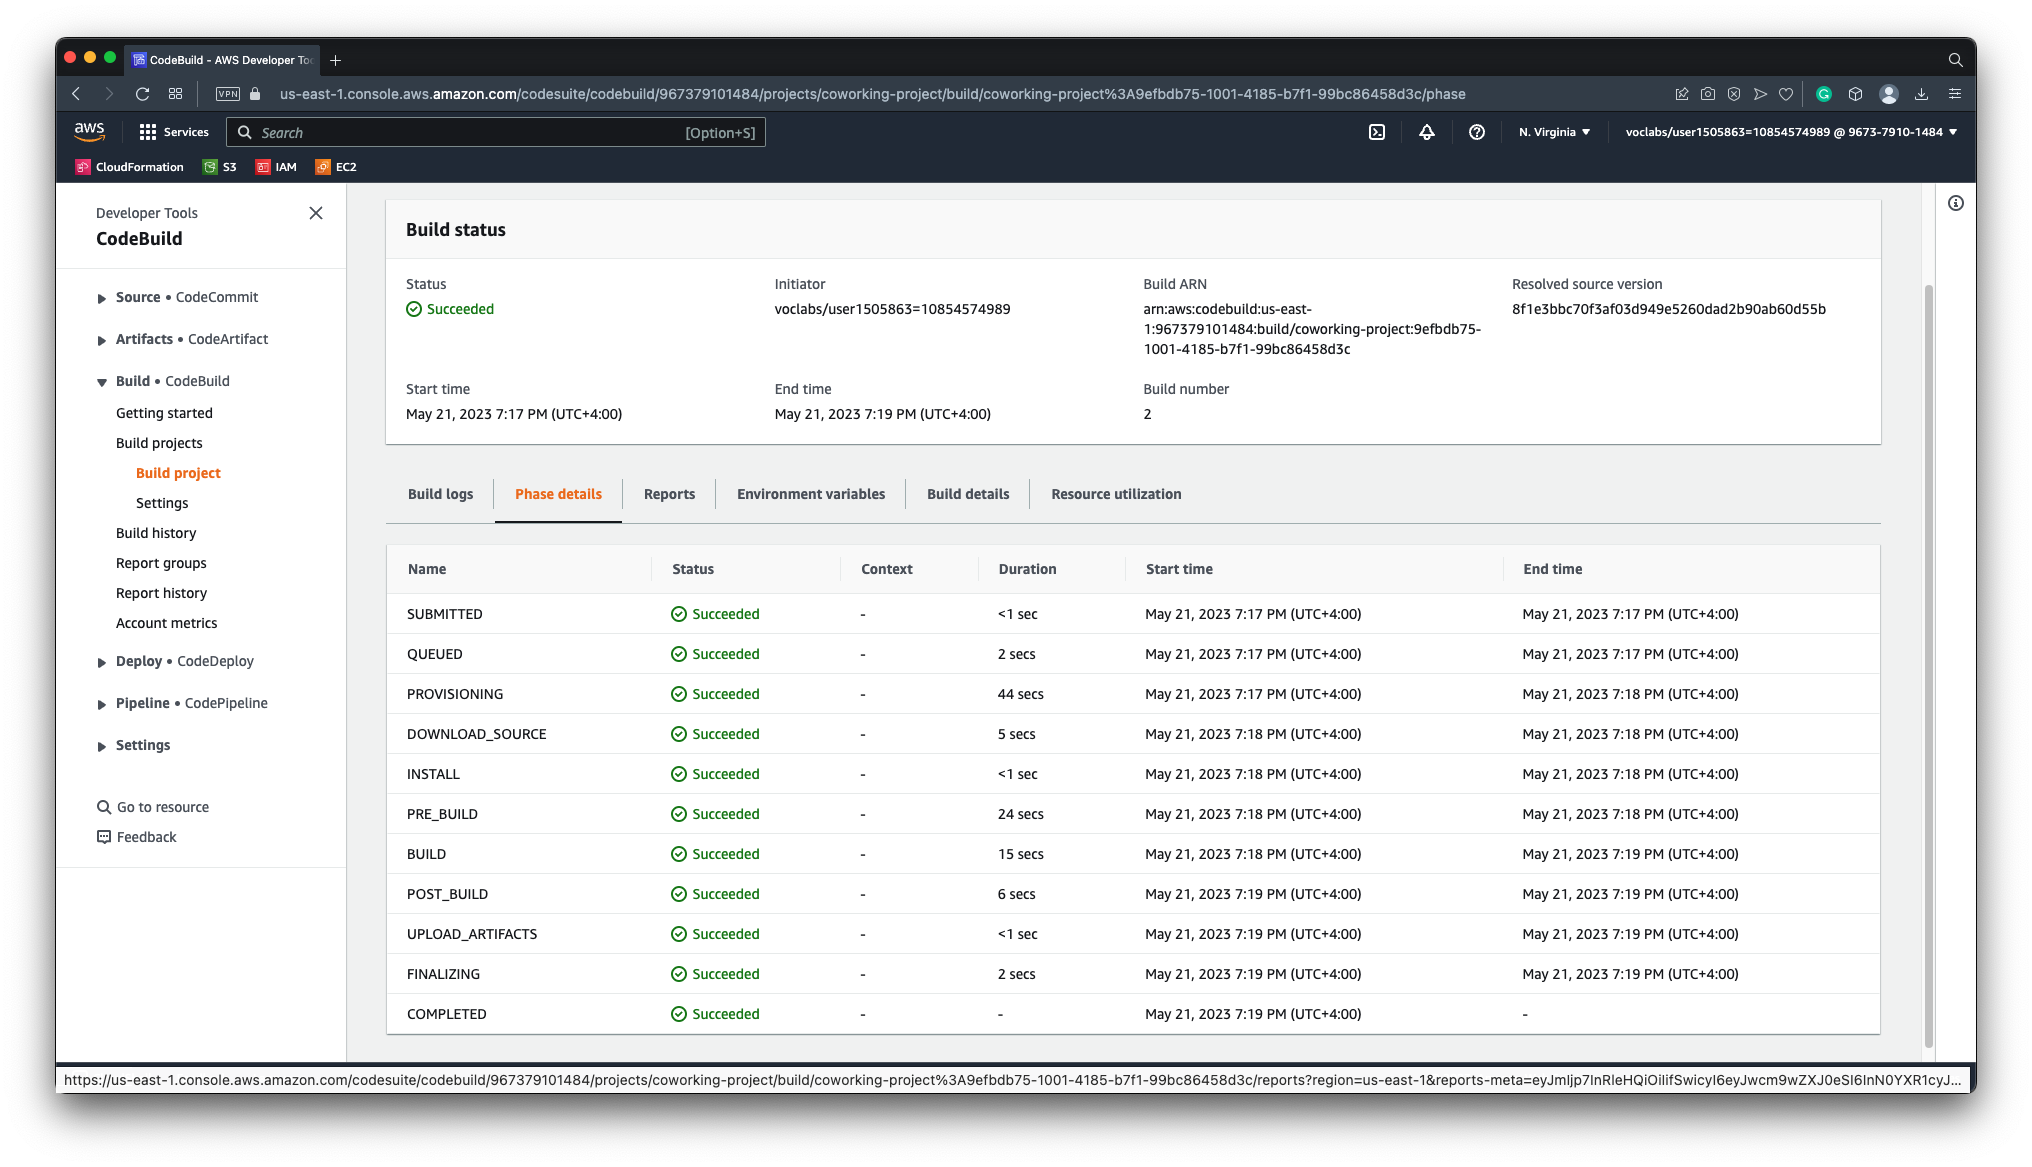 CodeBuild - AWS Developer Too
VPN
us-east-1.console.aws.amazon.com/codesuite/codebuild/967379101484/projects/coworking-project/build/coworking-project%3A9efbdb75-1001-4185-b7f1-99bc86458d3c/phase
aws Services Search [Option+S] N. Virginia voclabs/user1505863=10854574989 @ 9673-7910-1484
CloudFormation S3 IAM EC2
Developer Tools
CodeBuild
Source • CodeCommit
Artifacts • CodeArtifact
Build • CodeBuild
Getting started
Build projects
Build project
Settings
Build history
Report groups
Report history
Account metrics
Deploy • CodeDeploy
Pipeline • CodePipeline
Settings
Go to resource
Feedback
Build status
Status
Succeeded
Initiator
voclabs/user1505863=10854574989
Build ARN
arn:aws:codebuild:us-east-
1:967379101484:build/coworking-project:9efbdb75-
1001-4185-b7f1-99bc86458d3c
Resolved source version
8f1e3bbc70f3af03d949e5260dad2b90ab60d55b
Start time
May 21, 2023 7:17 PM (UTC+4:00)
End time
May 21, 2023 7:19 PM (UTC+4:00)
Build number
2
Build logs Phase details Reports Environment variables Build details Resource utilization
Name Status Context Duration Start time End time
SUBMITTED Succeeded - <1 sec May 21, 2023 7:17 PM (UTC+4:00) May 21, 2023 7:17 PM (UTC+4:00)
QUEUED Succeeded - 2 secs May 21, 2023 7:17 PM (UTC+4:00) May 21, 2023 7:17 PM (UTC+4:00)
PROVISIONING Succeeded - 44 secs May 21, 2023 7:17 PM (UTC+4:00) May 21, 2023 7:18 PM (UTC+4:00)
DOWNLOAD_SOURCE Succeeded - 5 secs May 21, 2023 7:18 PM (UTC+4:00) May 21, 2023 7:18 PM (UTC+4:00)
INSTALL Succeeded - <1 sec May 21, 2023 7:18 PM (UTC+4:00) May 21, 2023 7:18 PM (UTC+4:00)
PRE_BUILD Succeeded - 24 secs May 21, 2023 7:18 PM (UTC+4:00) May 21, 2023 7:18 PM (UTC+4:00)
BUILD Succeeded - 15 secs May 21, 2023 7:18 PM (UTC+4:00) May 21, 2023 7:19 PM (UTC+4:00)
POST_BUILD Succeeded - 6 secs May 21, 2023 7:19 PM (UTC+4:00) May 21, 2023 7:19 PM (UTC+4:00)
UPLOAD_ARTIFACTS Succeeded - <1 sec May 21, 2023 7:19 PM (UTC+4:00) May 21, 2023 7:19 PM (UTC+4:00)
FINALIZING Succeeded - 2 secs May 21, 2023 7:19 PM (UTC+4:00) May 21, 2023 7:19 PM (UTC+4:00)
COMPLETED Succeeded - - May 21, 2023 7:19 PM (UTC+4:00) -
https://us-east-1.console.aws.amazon.com/codesuite/codebuild/967379101484/projects/coworking-project/build/coworking-project%3A9efbdb75-1001-4185-b7f1-99bc86458d3c/reports?region=us-east-1&reports-meta=eyJmIjp7InRleHQiOiIifSwicyI6eyJwcm9wZXJ0eSI6InN0YXR1cyJ...